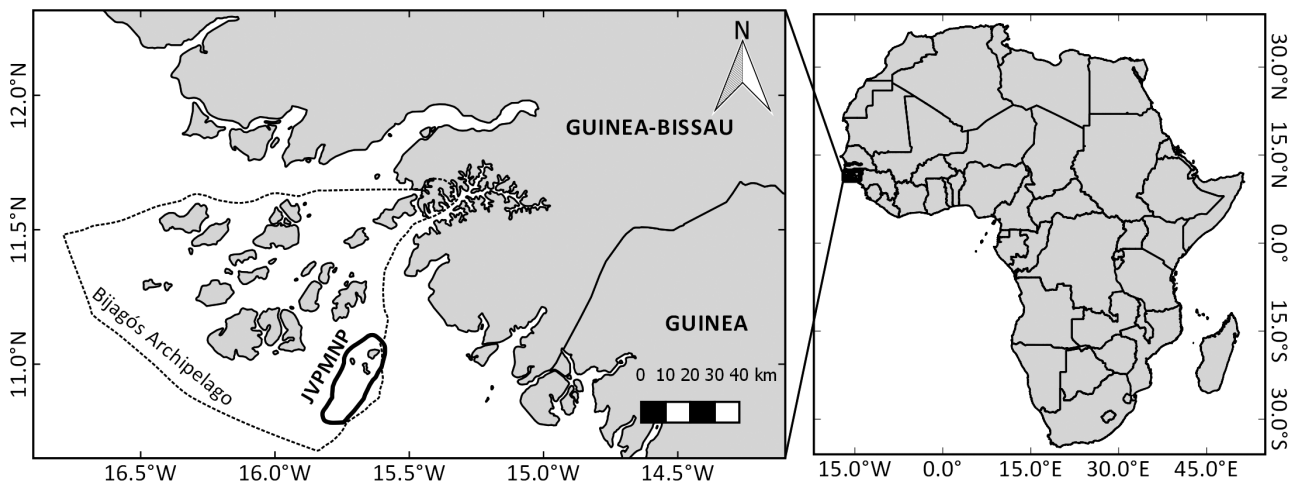 N
GUINEA-BISSAU
GUINEA
Bijagós Archipelago
JVPMNP
0 10 20 30 40 km
12.0°N
11.5°N
11.0°N
16.5°W 16.0°W 15.5°W 15.0°W 14.5°W
30.0°N
15.0°N
0.0°
15.0°S
30.0°S
15.0°W 0.0° 15.0°E 30.0°E 45.0°E